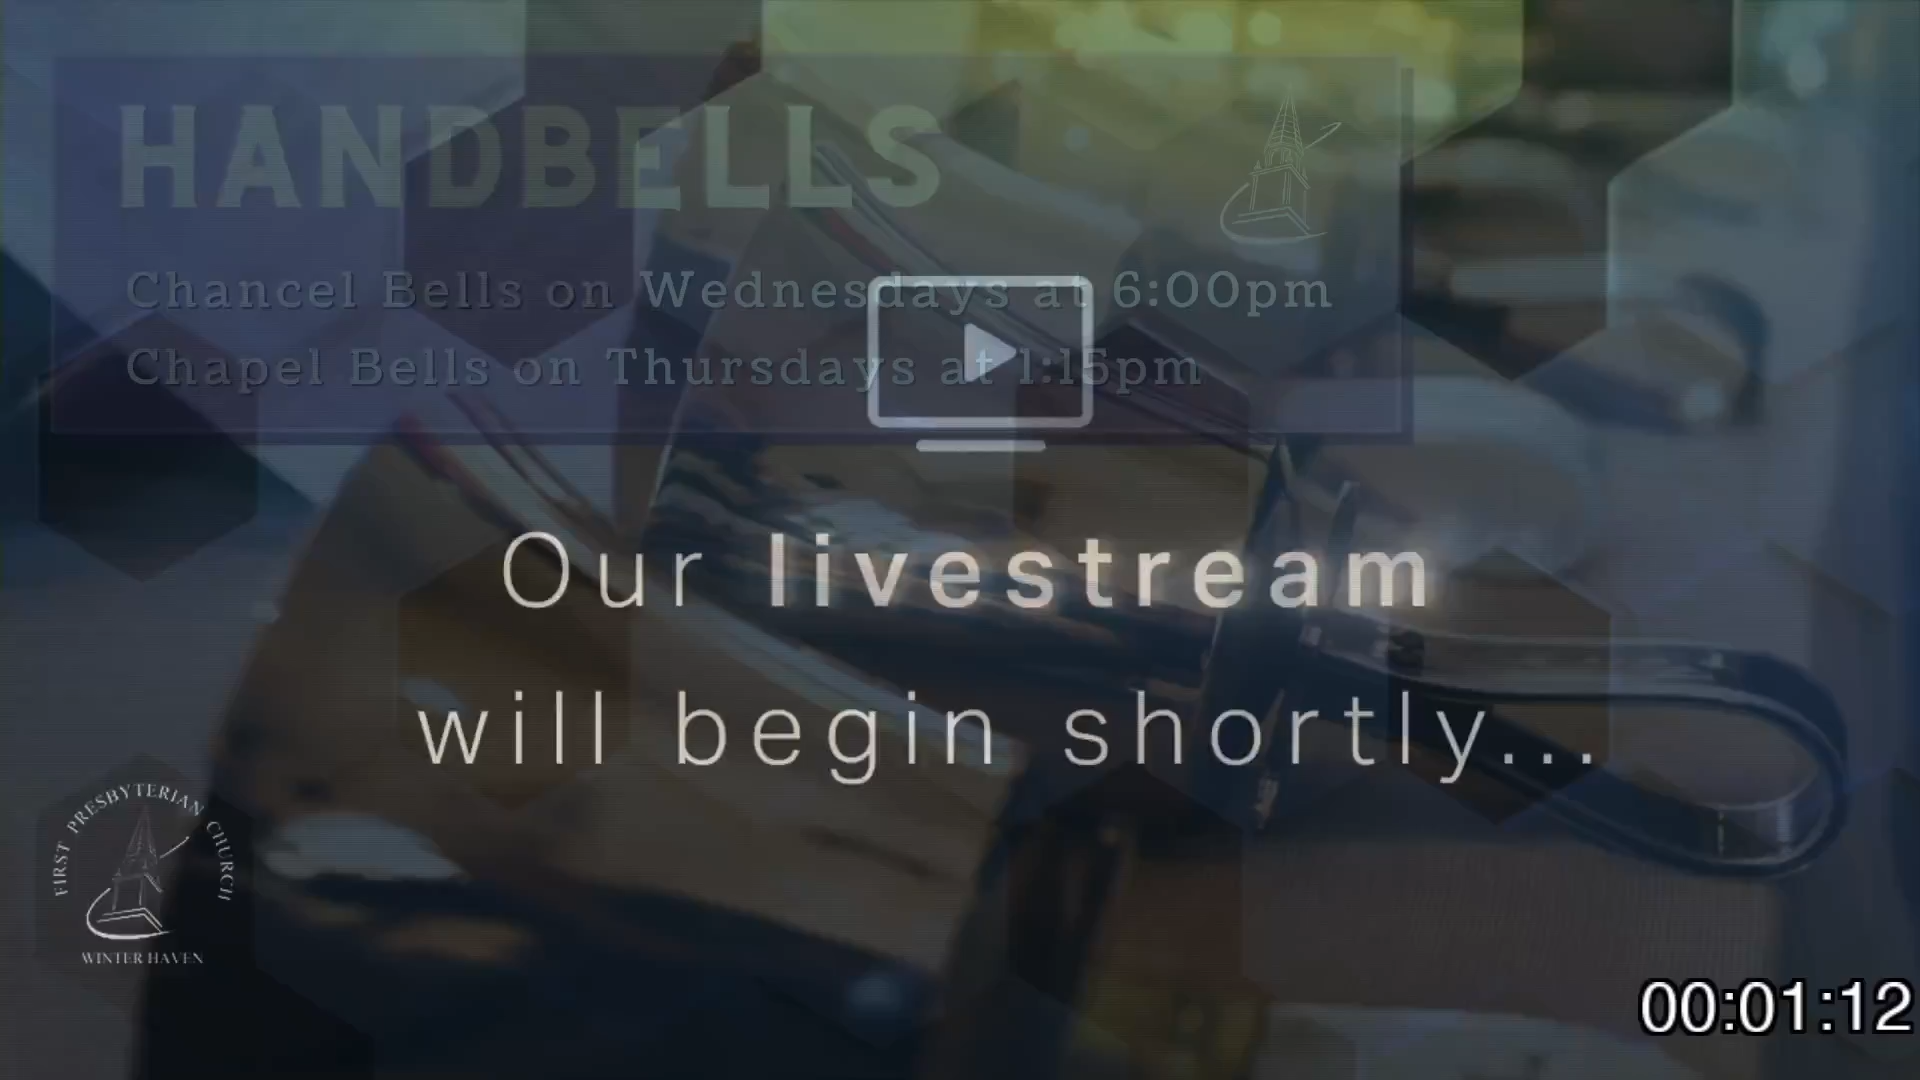 HANDBELLS
Chancel Bells on Wednesdays at 6:00pm
Chapel Bells on Thursdays at 1:15pm
Our livestream
will begin shortly...
FIRST PRESBYTERIAN CHURCH
WINTER HAVEN
00:01:12